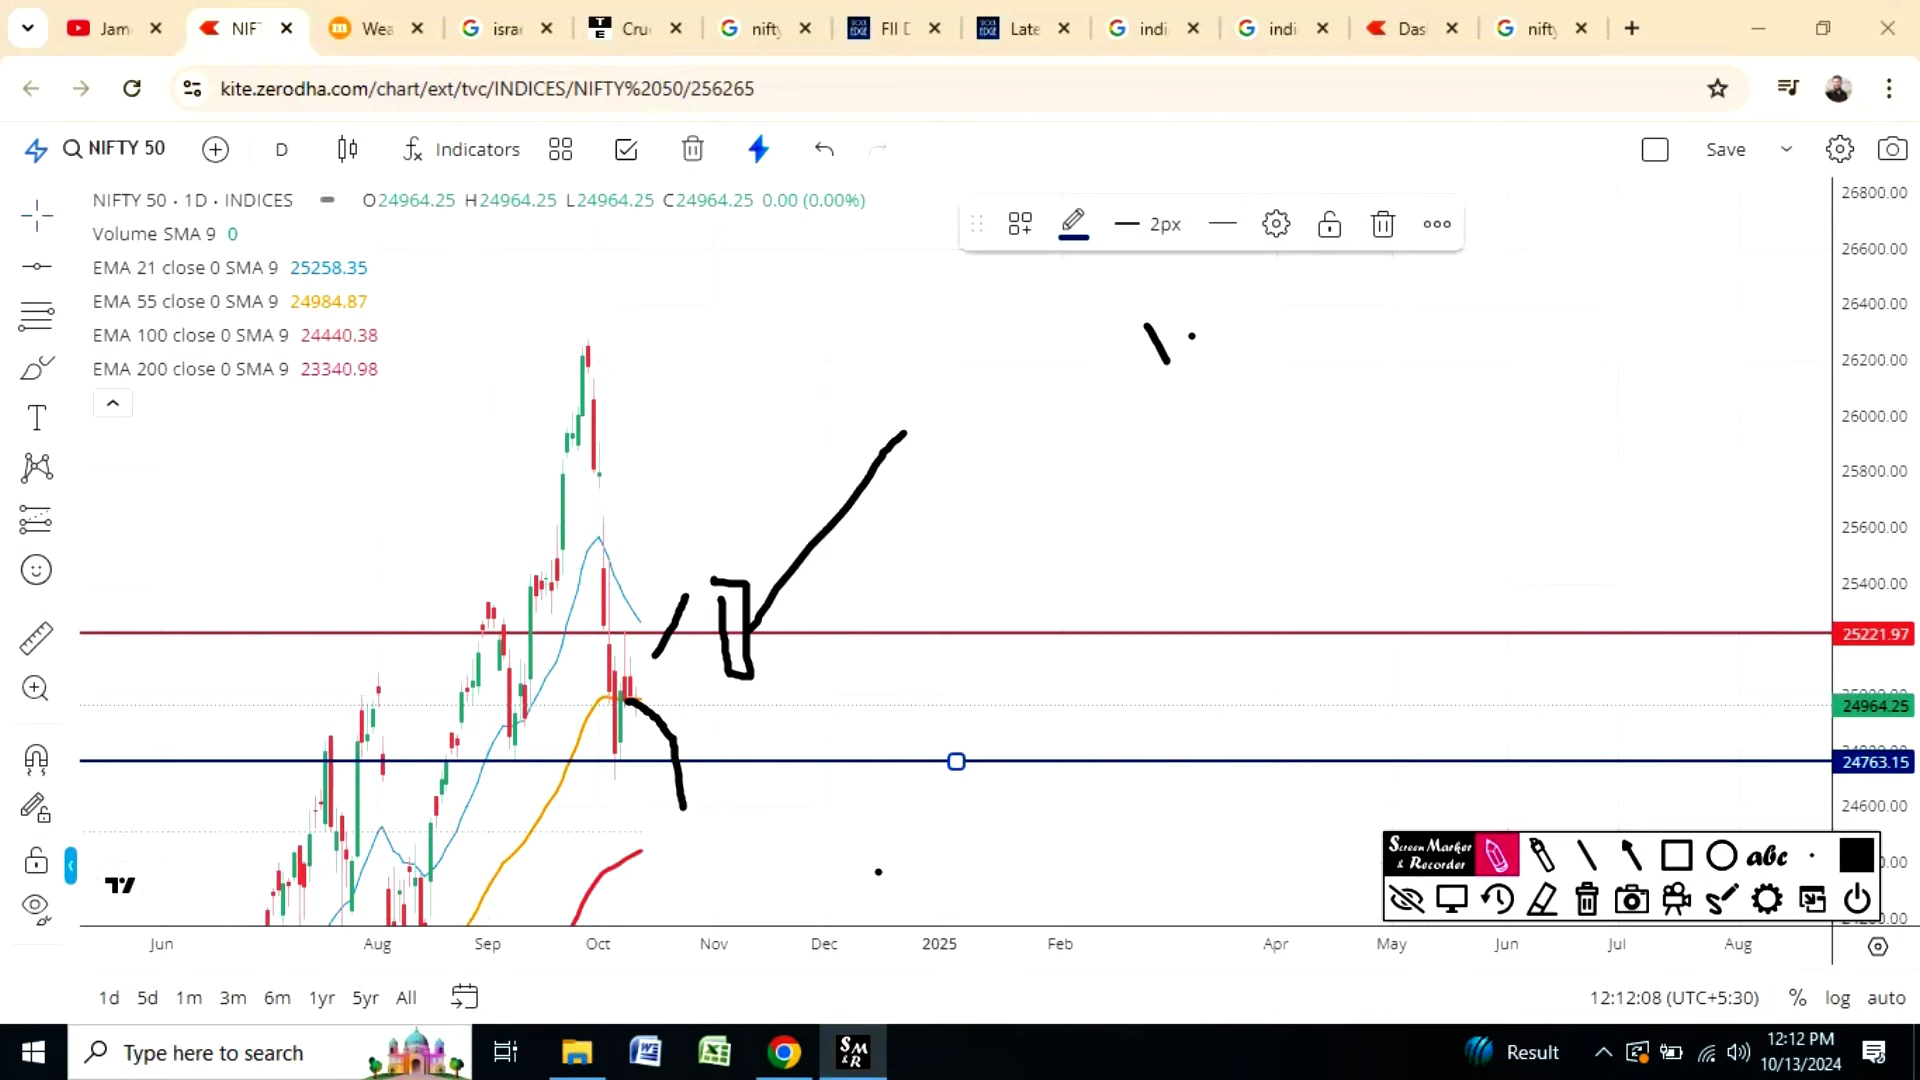 Jam
NIF
Wea
isra
Cru
nifty
FII D
Late
indi
indi
Das
nifty
kite.zerodha.com/chart/ext/tvc/INDICES/NIFTY%2050/256265
NIFTY 50
D
Indicators
Save
NIFTY 50 · 1D · INDICES
O24964.25 H24964.25 L24964.25 C24964.25 0.00 (0.00%)
Volume SMA 9 0
EMA 21 close 0 SMA 9 25258.35
EMA 55 close 0 SMA 9 24984.87
EMA 100 close 0 SMA 9 24440.38
EMA 200 close 0 SMA 9 23340.98
2px
26800.00
26600.00
26400.00
26200.00
26000.00
25800.00
25600.00
25400.00
25221.97
24964.25
24763.15
24600.00
Screen Marker
& Recorder
abc
Jun
Aug
Sep
Oct
Nov
Dec
2025
Feb
Apr
May
Jun
Jul
Aug
1d 5d 1m 3m 6m 1yr 5yr All
12:12:08 (UTC+5:30) % log auto
Type here to search
Result
12:12 PM
10/13/2024